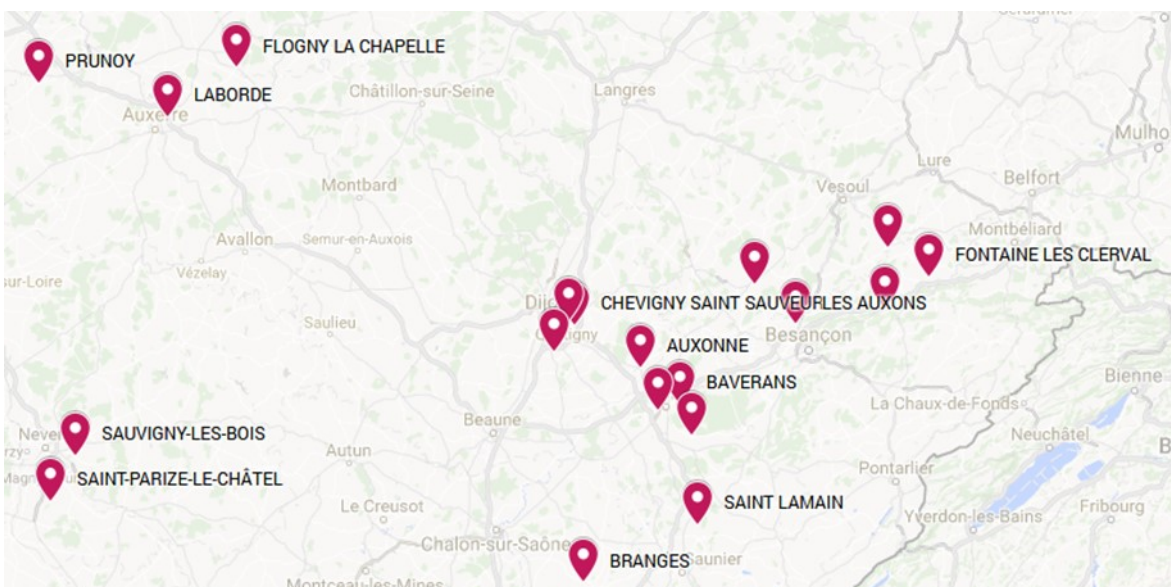 FLOGNY LA CHAPELLE
PRUNOY
LABORDE
Châtillon-sur-Seine
Langres
Auxerre
Mulho
Lure
Belfort
Montbard
Vesoul
Montbéliard
Avallon
Semur-en-Auxois
FONTAINE LES CLERVAL
Vézelay
sur-Loire
CHEVIGNY SAINT SAUVEUR
LES AUXONS
Saulieu
Besançon
AUXONNE
BAVERANS
Bienne
La Chaux-de-Fonds
Beaune
SAUVIGNY-LES-BOIS
Neuchâtel
Autun
Pontarlier
SAINT-PARIZE-LE-CHÂTEL
SAINT LAMAIN
Le Creusot
Fribourg
Yverdon-les-Bains
Chalon-sur-Saône
BRANGES
Saunier
Montceau-les-Mines